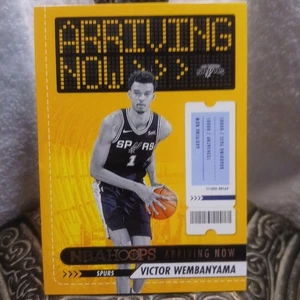 ARRIVING
NOW>>>
SPURS
1
NBA HOOPS ARRIVING NOW
SPURS
VICTOR WEMBANYAMA